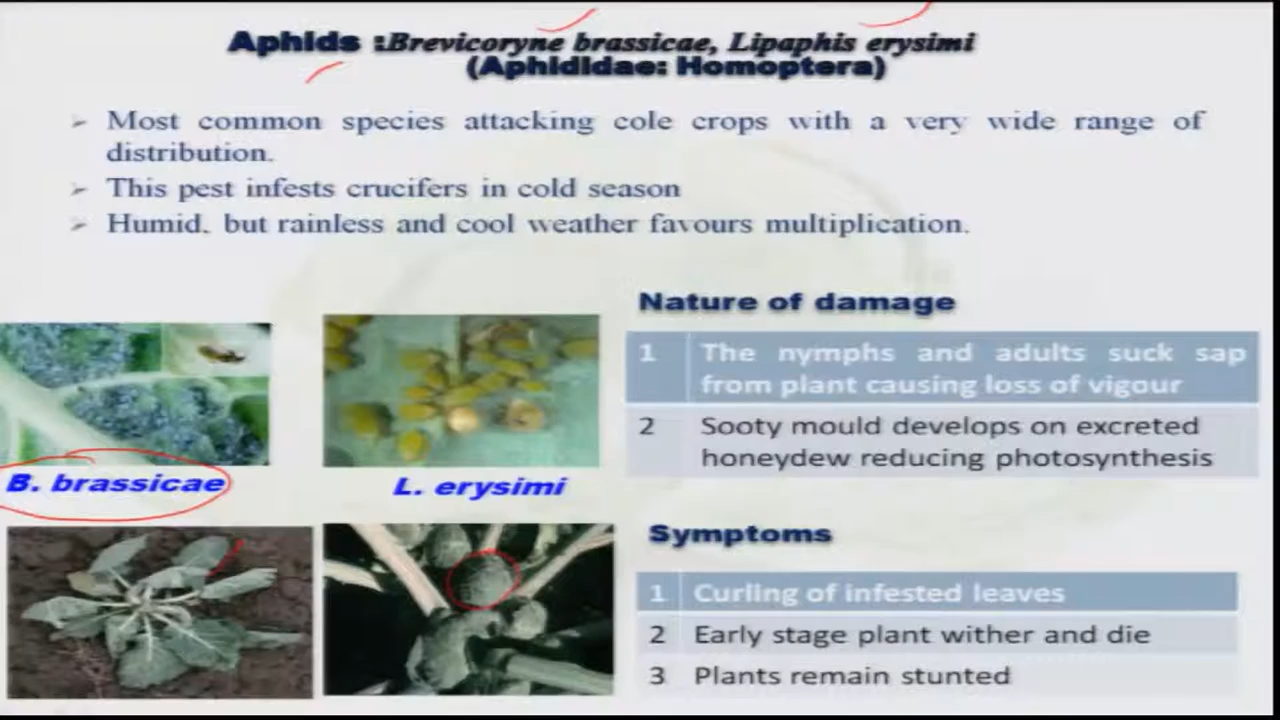 Aphids :Brevicoryne brassicae, Lipaphis erysimi
(Aphididae: Homoptera)
➢ Most common species attacking cole crops with a very wide range of
distribution.
➢ This pest infests crucifers in cold season
➢ Humid, but rainless and cool weather favours multiplication.
Nature of damage
1 The nymphs and adults suck sap
from plant causing loss of vigour
2 Sooty mould develops on excreted
honeydew reducing photosynthesis
B. brassicae
L. erysimi
Symptoms
1 Curling of infested leaves
2 Early stage plant wither and die
3 Plants remain stunted